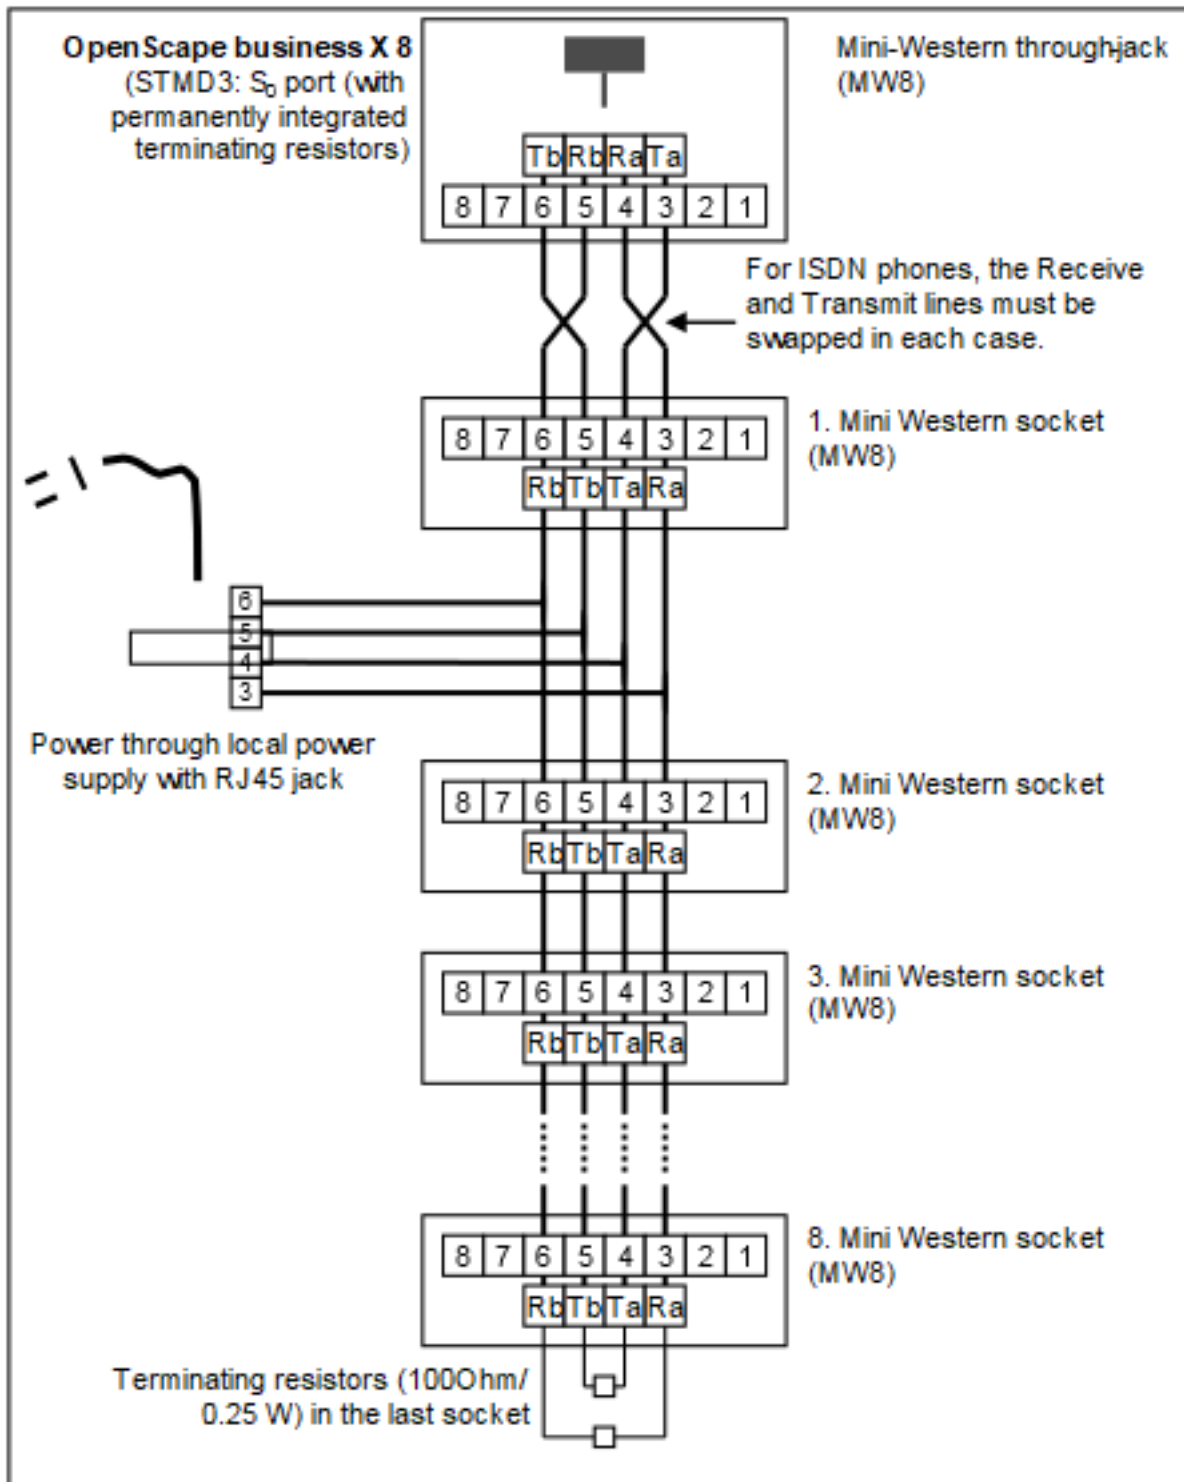 OpenScape business X 8
(STMD3: S0 port (with
permanently integrated
terminating resistors)
Mini-Western through-jack
(MW8)
Tb Rb Ra Ta
8 7 6 5 4 3 2 1
For ISDN phones, the Receive
and Transmit lines must be
swapped in each case.
8 7 6 5 4 3 2 1
Rb Tb Ta Ra
1. Mini Western socket
(MW8)
6
5
4
3
Power through local power
supply with RJ45 jack
8 7 6 5 4 3 2 1
Rb Tb Ta Ra
2. Mini Western socket
(MW8)
8 7 6 5 4 3 2 1
Rb Tb Ta Ra
3. Mini Western socket
(MW8)
8 7 6 5 4 3 2 1
Rb Tb Ta Ra
8. Mini Western socket
(MW8)
Terminating resistors (100Ohm/
0.25 W) in the last socket